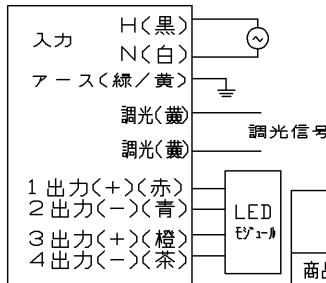 入力
H(黒)
N(白)
アース(緑／黄)
調光(黄)
調光(黄)
調光信号
1出力(+)(赤)
2出力(−)(青)
3出力(+)(橙)
4出力(−)(茶)
LED
ﾓｼﾞｭｰﾙ